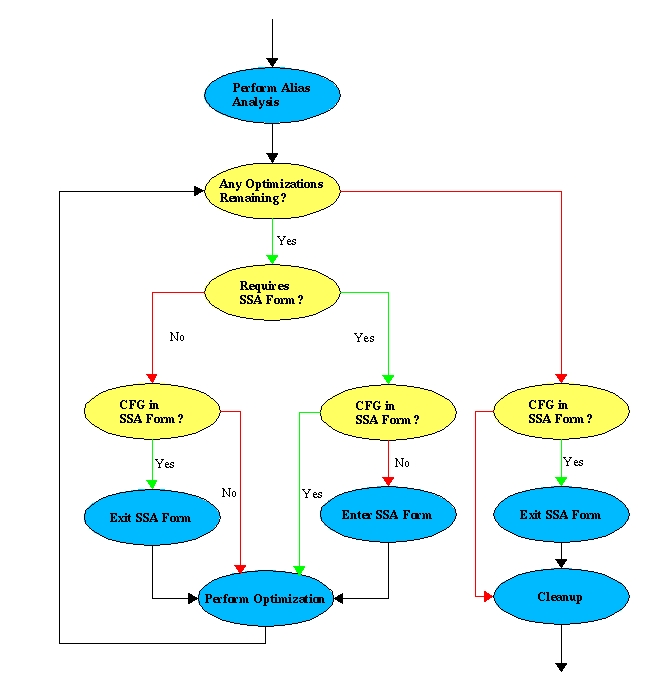 Perform Alias
Analysis
Any Optimizations
Remaining?
Yes
Requires
SSA Form?
No
Yes
CFG in
SSA Form?
CFG in
SSA Form?
CFG in
SSA Form?
Yes
No
Yes
No
Yes
Exit SSA Form
Enter SSA Form
Exit SSA Form
Perform Optimization
Cleanup